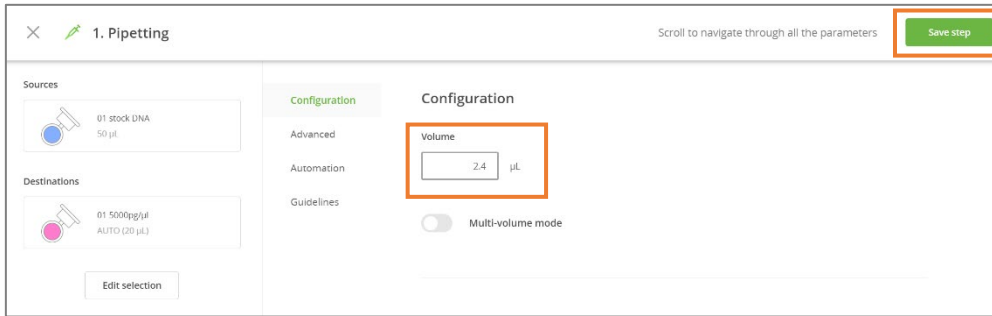 1. Pipetting
Scroll to navigate through all the parameters
Save step
Sources
01 stock DNA
50 µL
Destinations
01 5000pg/µl
AUTO (20 µL)
Edit selection
Configuration
Advanced
Automation
Guidelines
Configuration
Volume
2.4 µL
Multi-volume mode